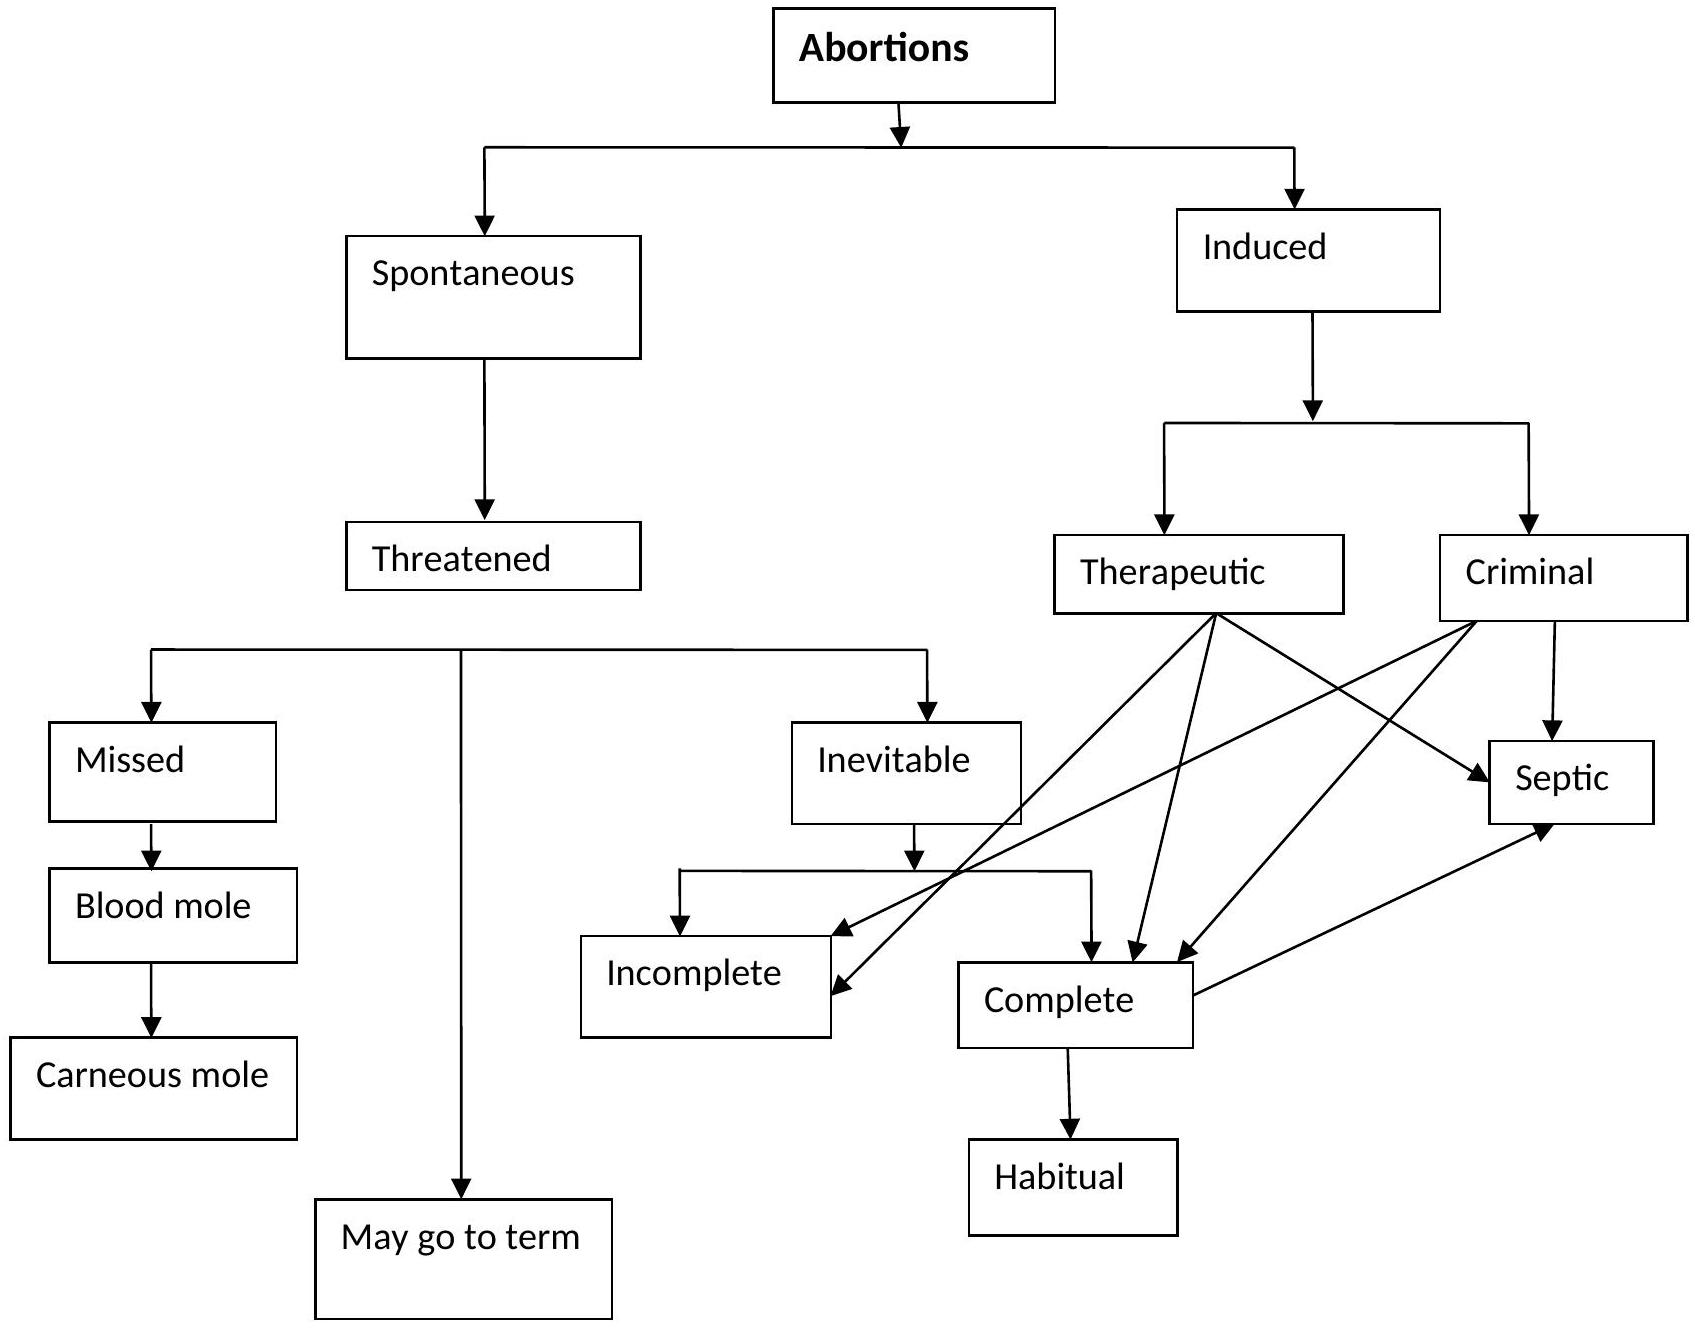 Abortions
Induced
Spontaneous
Threatened
Therapeutic
Criminal
Missed
Inevitable
Septic
Blood mole
Incomplete
Complete
Carneous mole
Habitual
May go to term